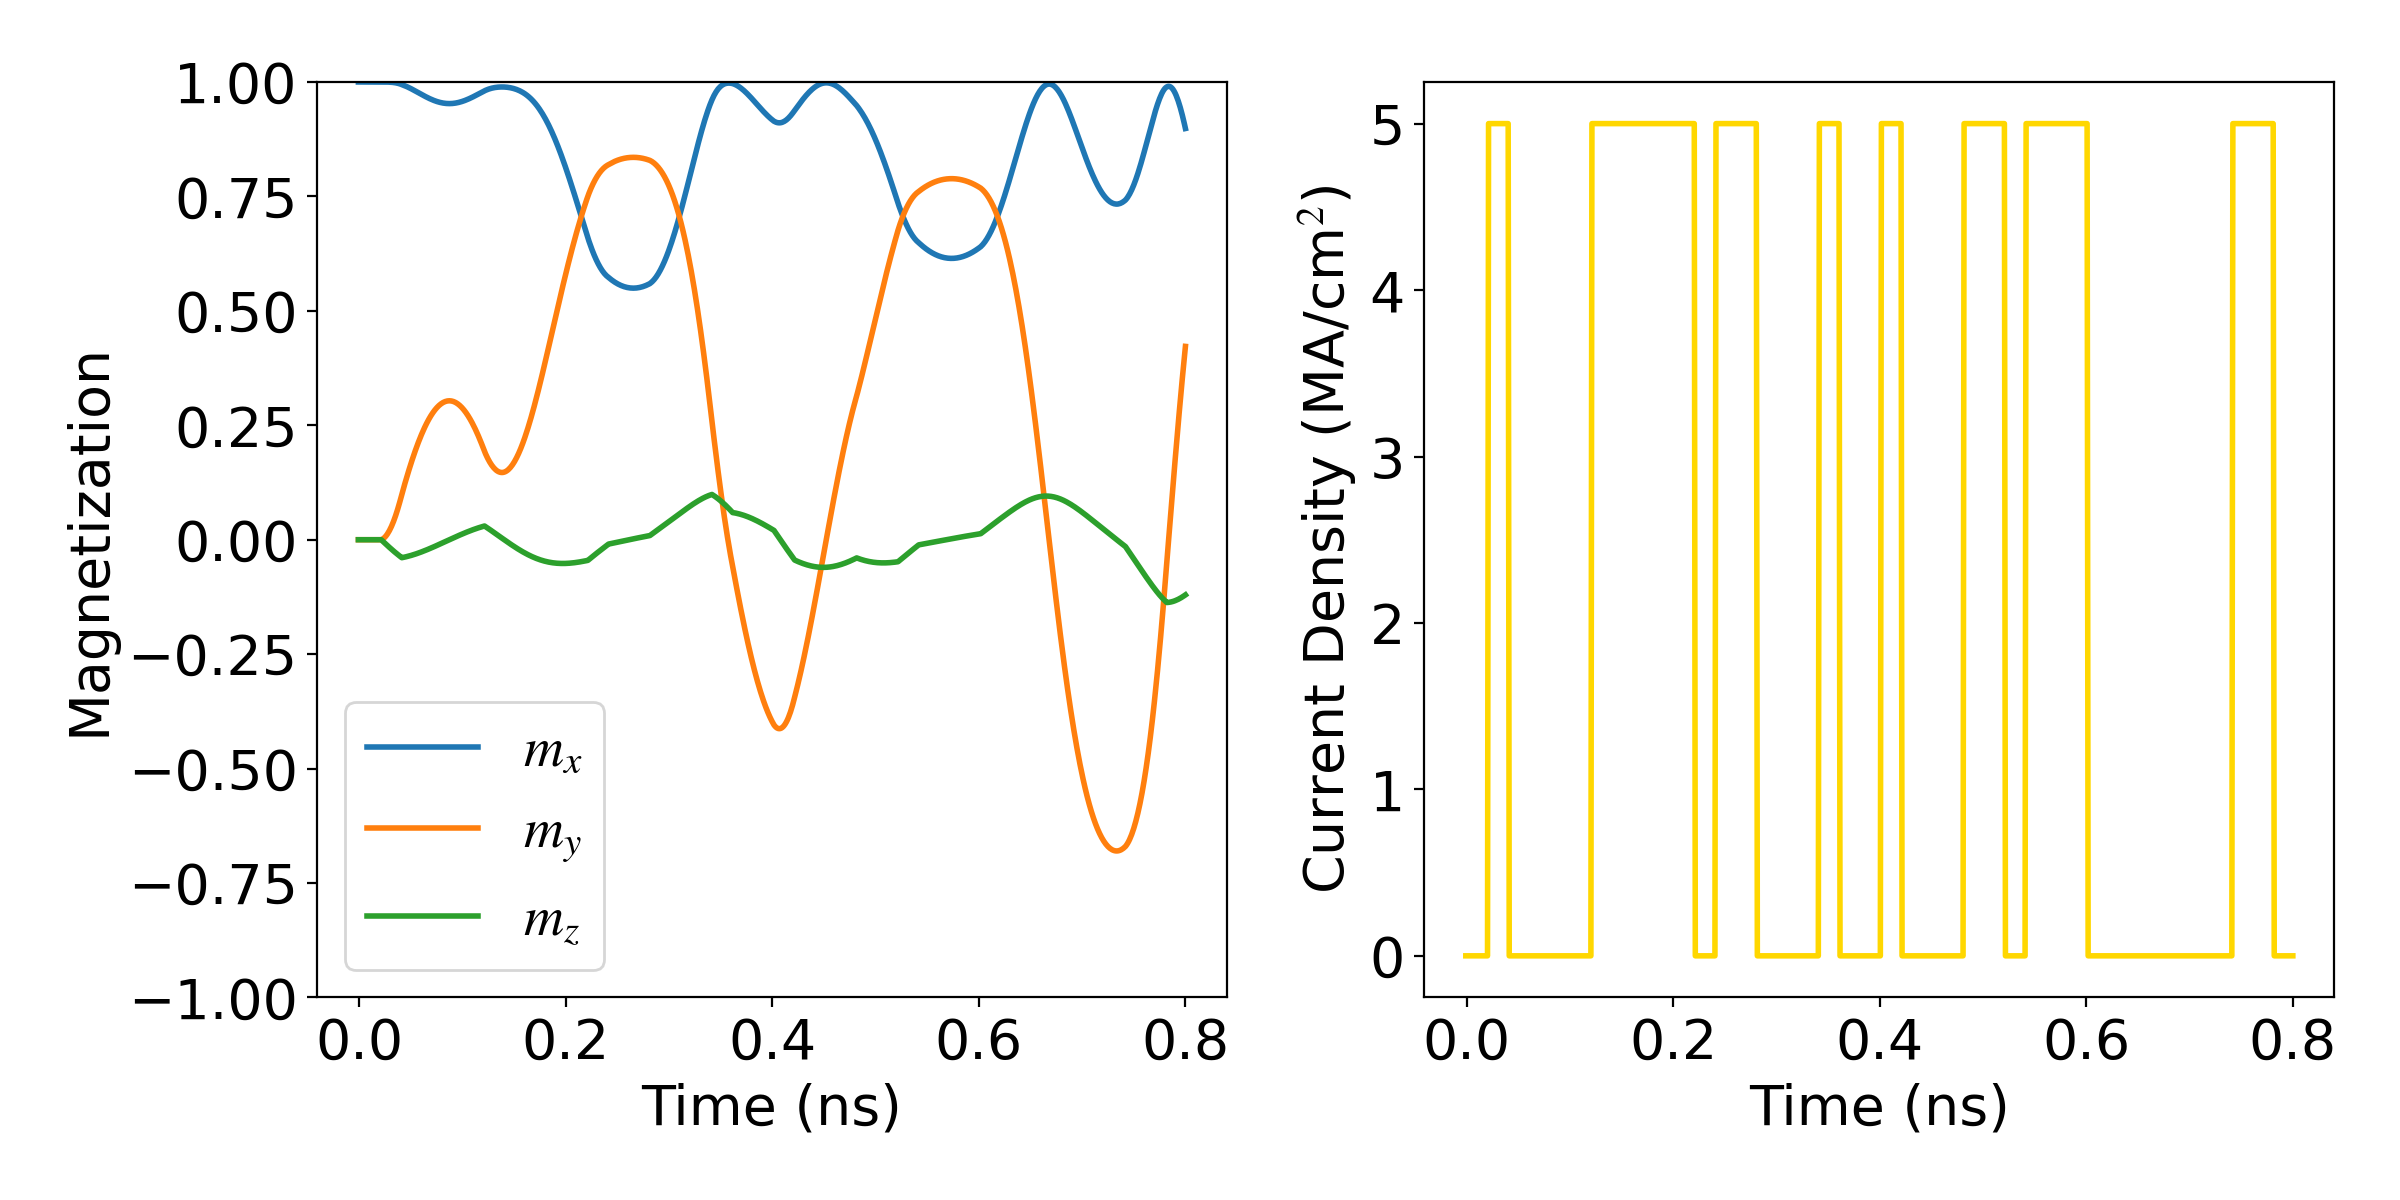 Magnetization
1.00
0.75
0.50
0.25
0.00
−0.25
−0.50
−0.75
−1.00
m_x
m_y
m_z
0.0 0.2 0.4 0.6 0.8
Time (ns)
Current Density (MA/cm²)
5
4
3
2
1
0
0.0 0.2 0.4 0.6 0.8
Time (ns)